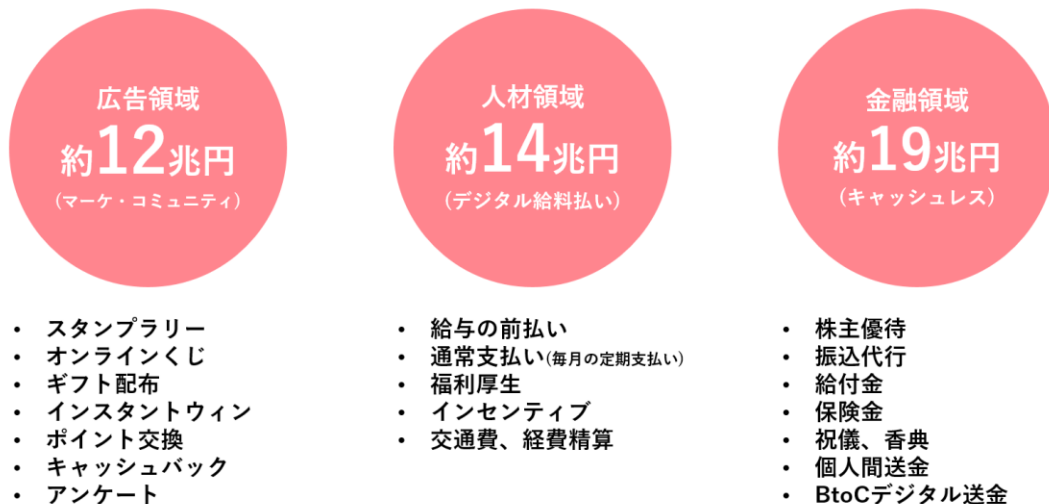 広告領域
約12兆円
(マーケ・コミュニティ)
• スタンプラリー
• オンラインくじ
• ギフト配布
• インスタントウィン
• ポイント交換
• キャッシュバック
• アンケート
人材領域
約14兆円
(デジタル給料払い)
• 給与の前払い
• 通常支払い(毎月の定期支払い)
• 福利厚生
• インセンティブ
• 交通費、経費精算
金融領域
約19兆円
(キャッシュレス)
• 株主優待
• 振込代行
• 給付金
• 保険金
• 祝儀、香典
• 個人間送金
• BtoCデジタル送金